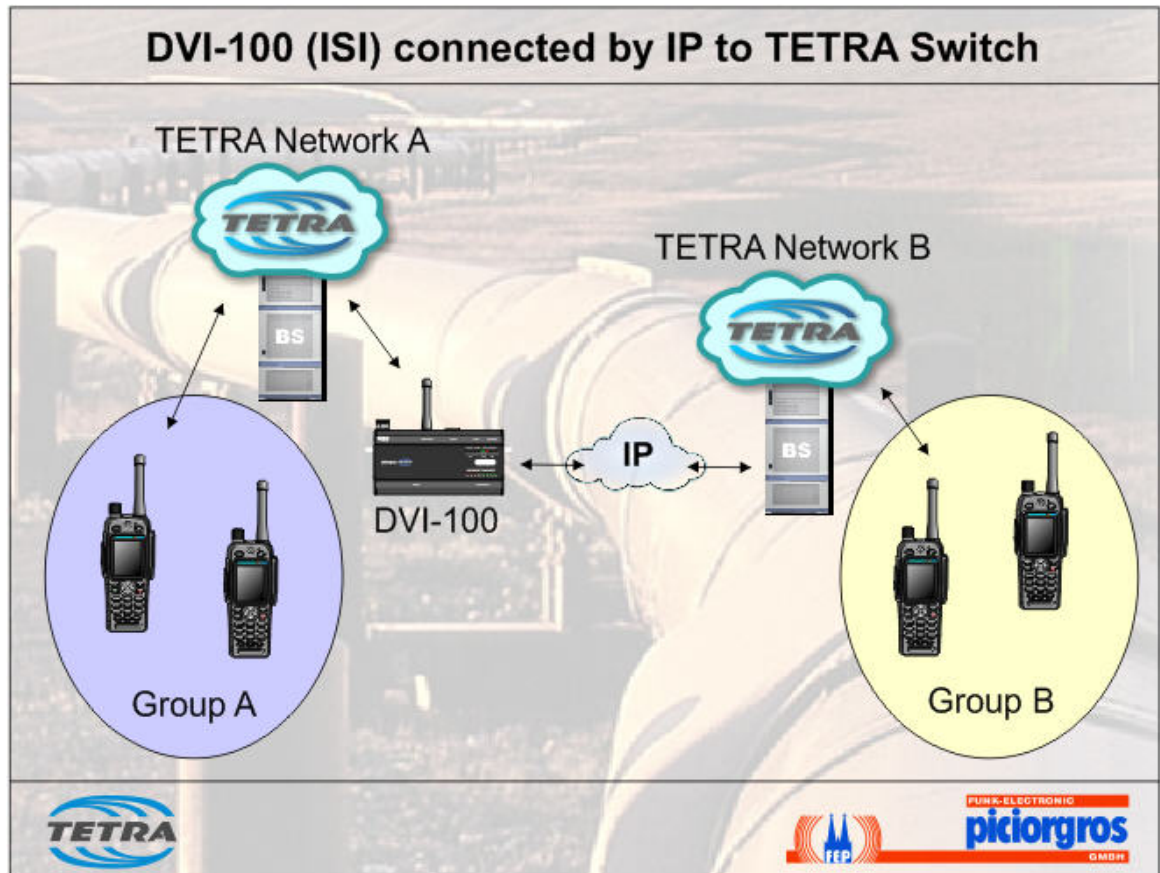 DVI-100 (ISI) connected by IP to TETRA Switch
TETRA Network A
TETRA
BS
TETRA Network B
TETRA
BS
IP
DVI-100
Group A
Group B
TETRA
FEP
FUNK-ELECTRONIC
piciorgros
GMBH